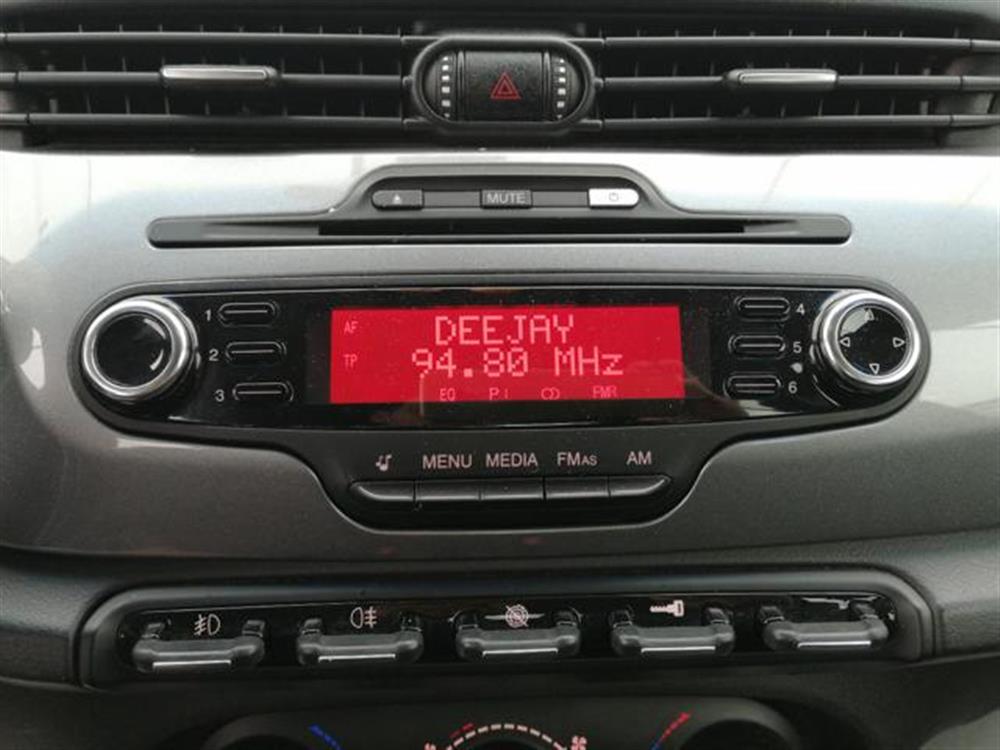 MUTE
1
2
3
AF
DEEJAY
TP
94.80 MHz
EQ PI FMR
4
5
6
MENU MEDIA FMAS AM